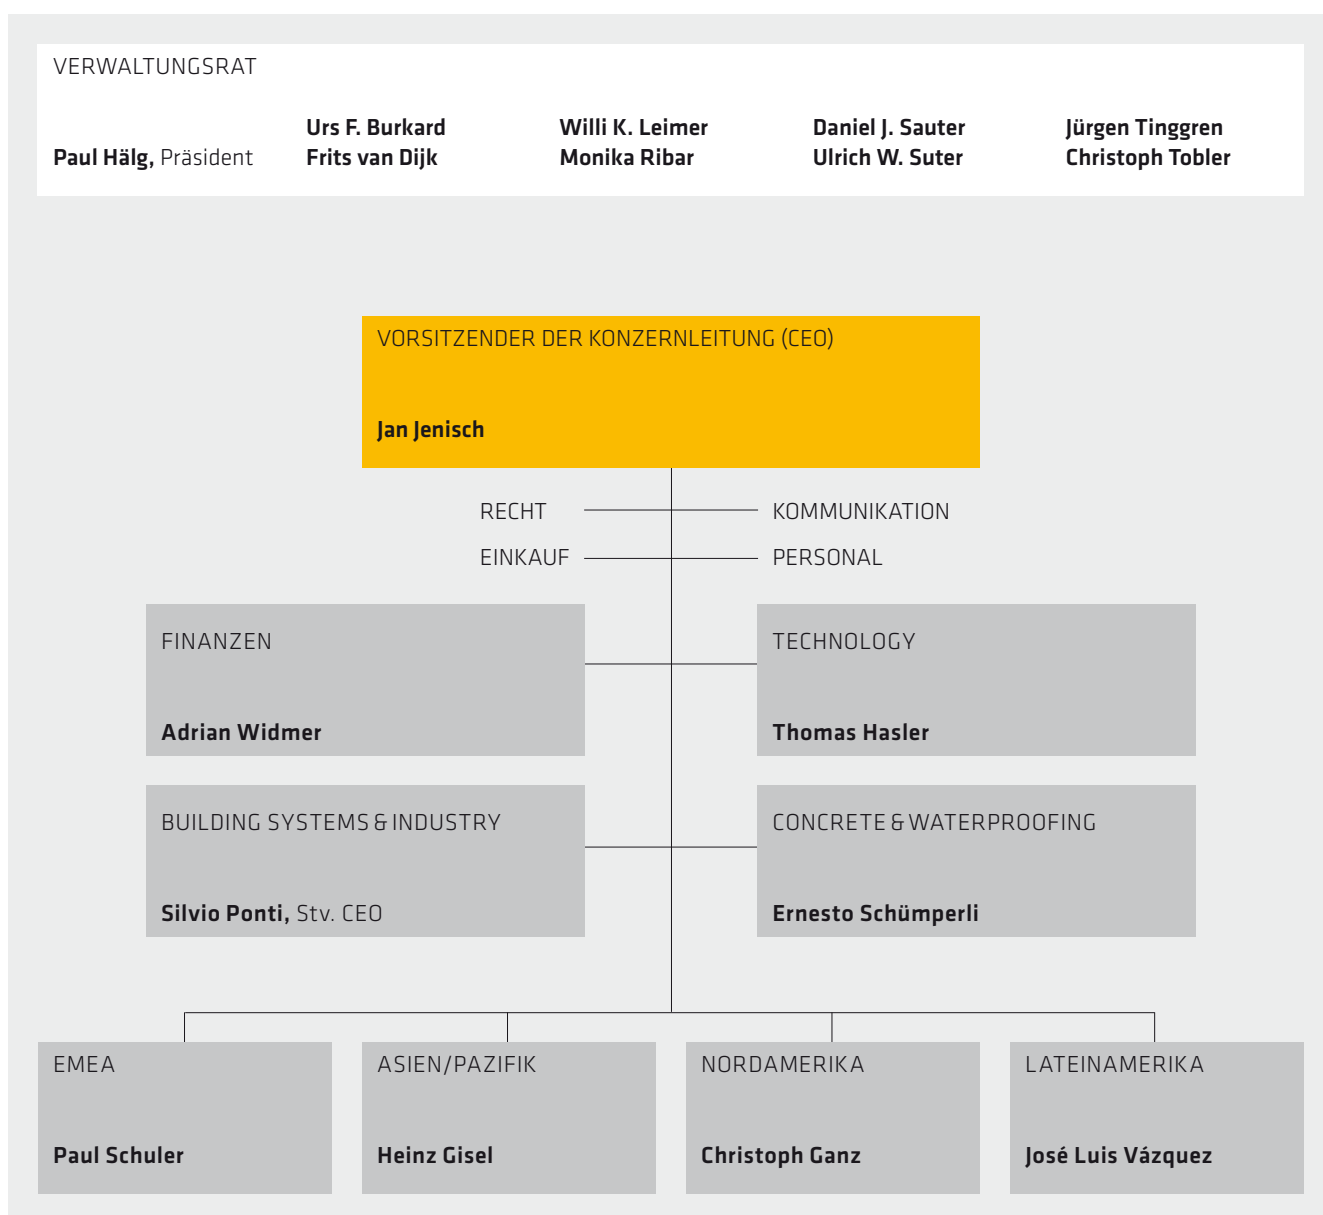 VERWALTUNGSRAT
Urs F. Burkard Willi K. Leimer Daniel J. Sauter Jürgen Tinggren
Paul Hälg, Präsident Frits van Dijk Monika Ribar Ulrich W. Suter Christoph Tobler
VORSITZENDER DER KONZERNLEITUNG (CEO)
Jan Jenisch
RECHT KOMMUNIKATION
EINKAUF PERSONAL
FINANZEN TECHNOLOGY
Adrian Widmer Thomas Hasler
BUILDING SYSTEMS & INDUSTRY CONCRETE & WATERPROOFING
Silvio Ponti, Stv. CEO Ernesto Schümperli
EMEA ASIEN/PAZIFIK NORDAMERIKA LATEINAMERIKA
Paul Schuler Heinz Gisel Christoph Ganz José Luis Vázquez